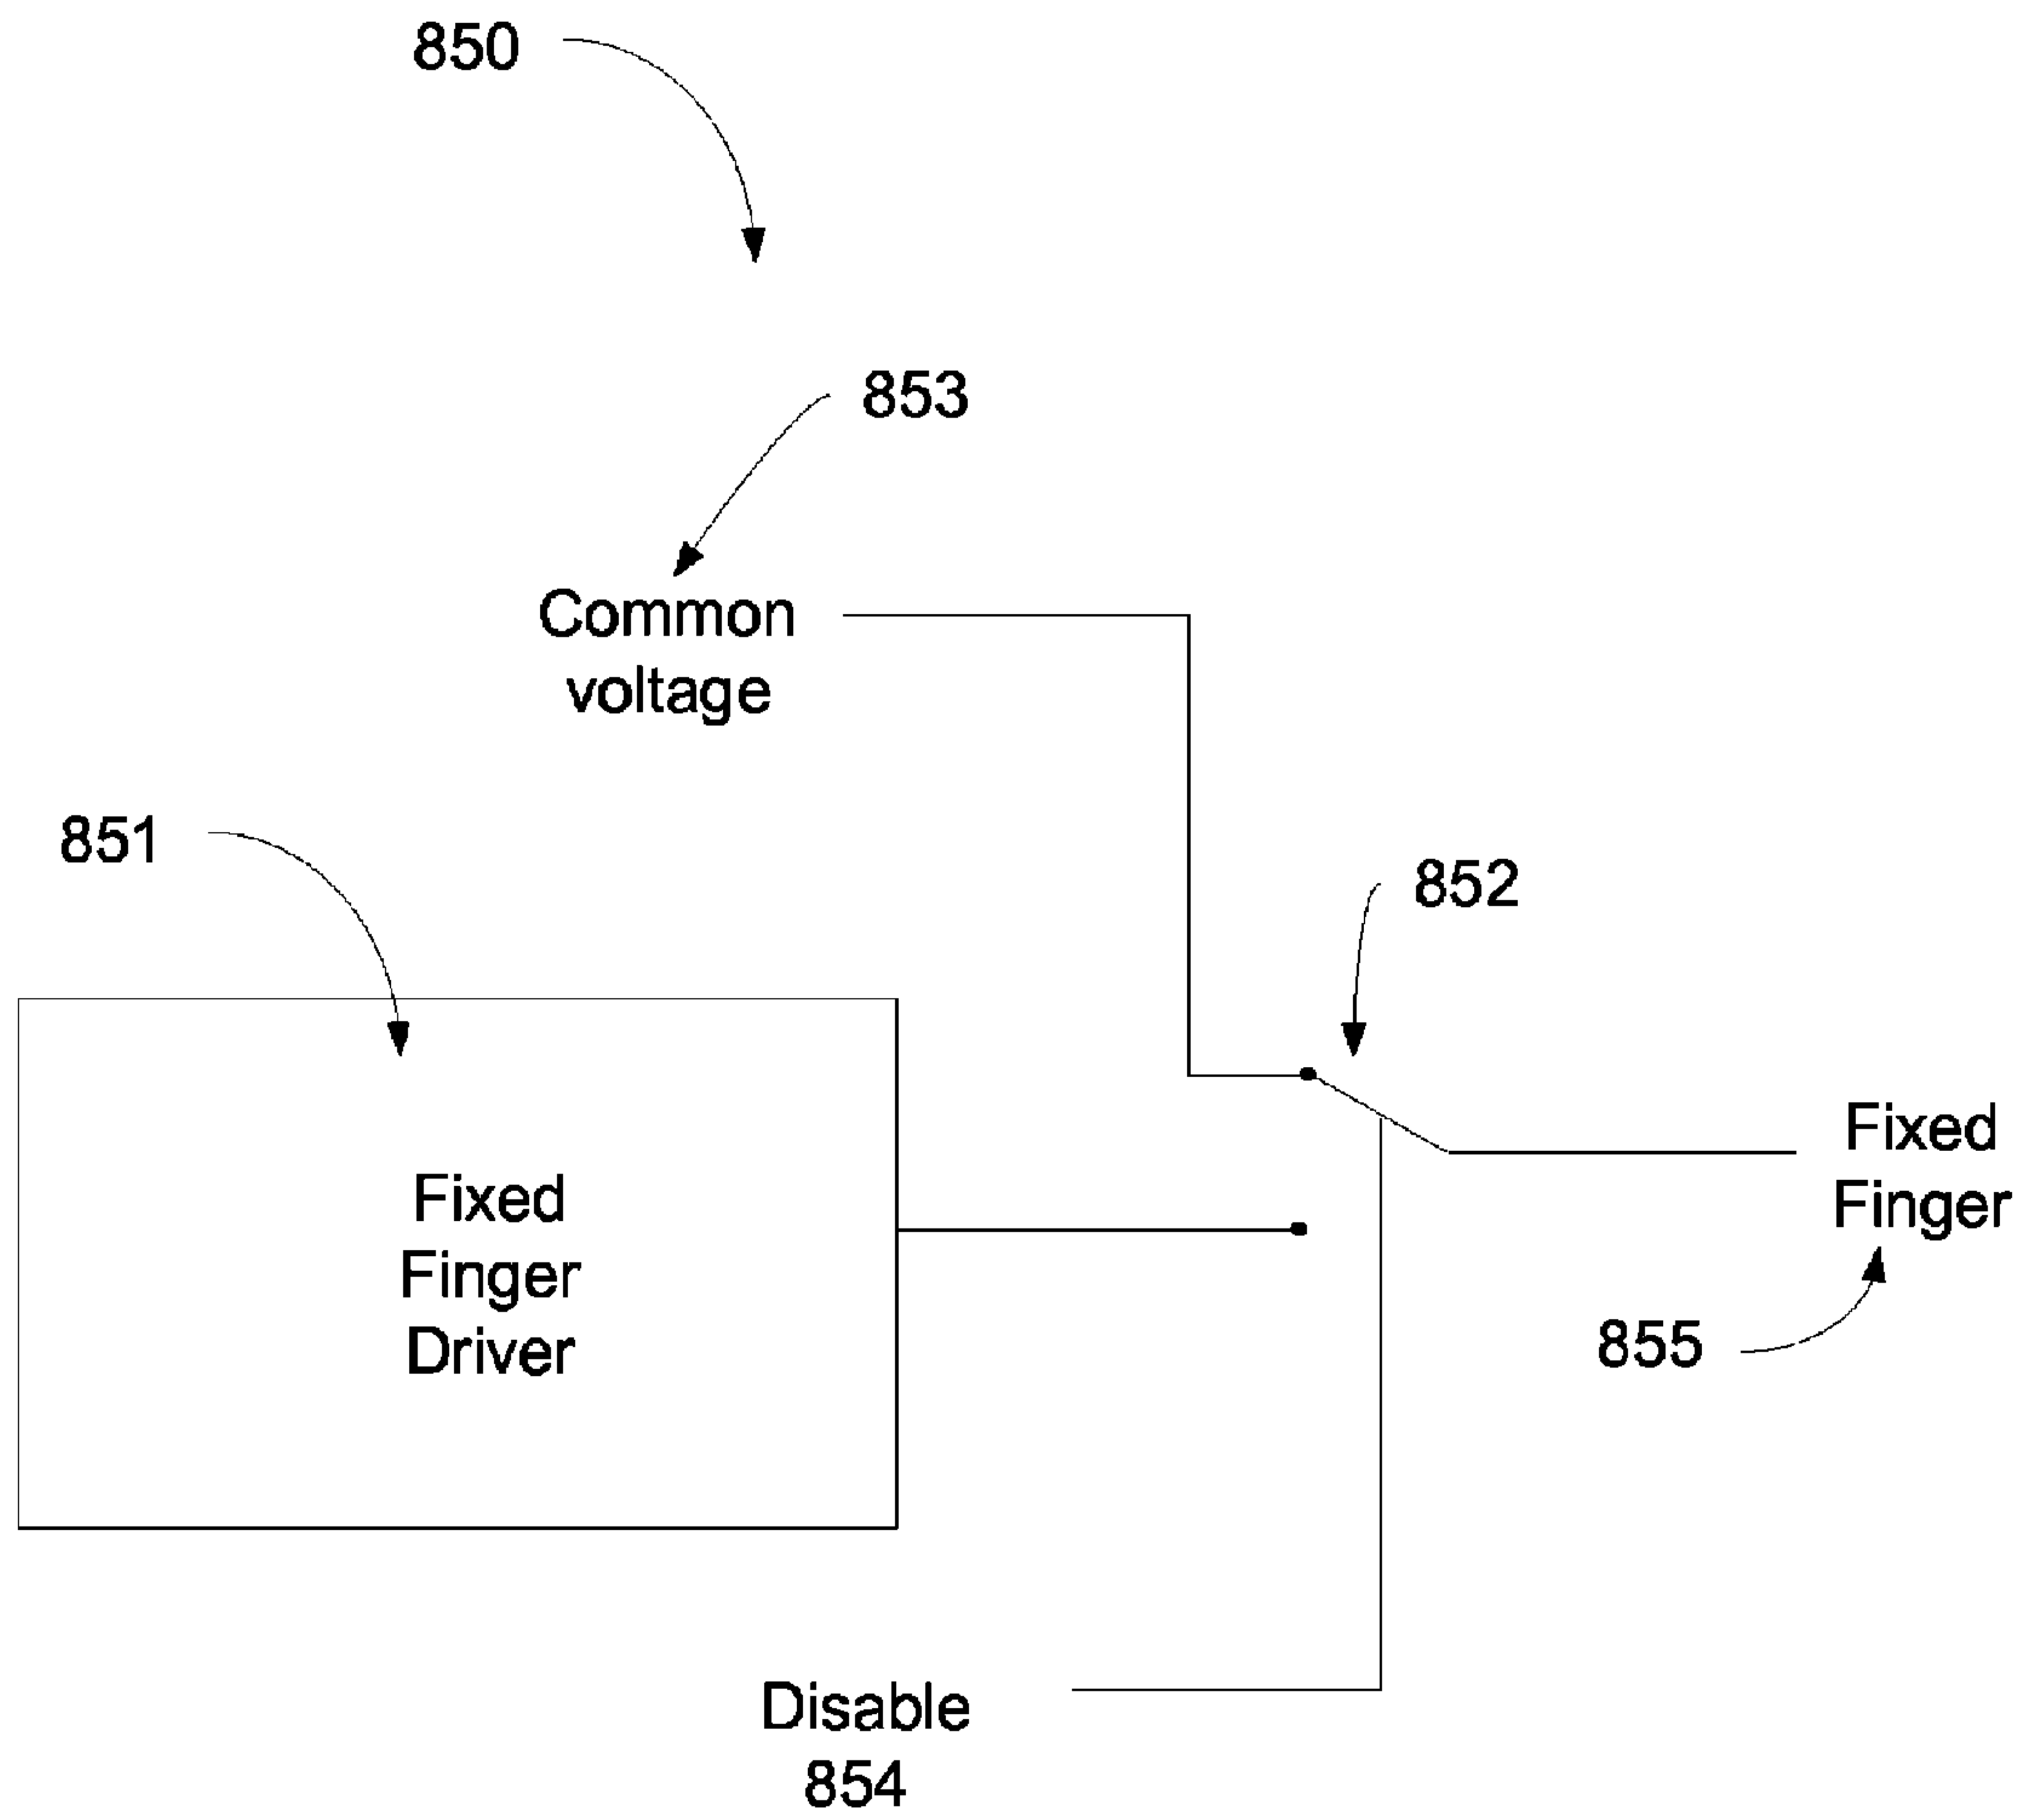 850
853
Common
voltage
851
852
Fixed
Finger
Fixed
Finger
Driver
855
Disable
854